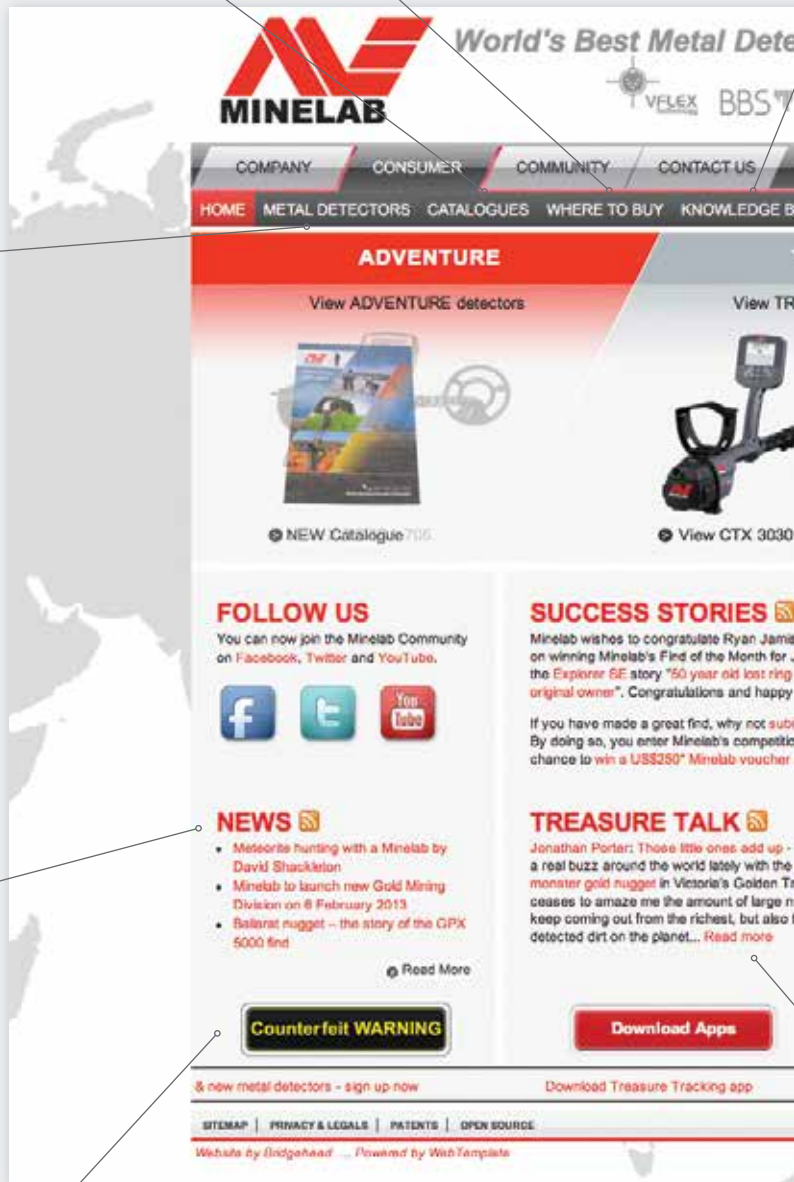 MINELAB
World's Best Metal Dete
VFLEX BBS
COMPANY CONSUMER COMMUNITY CONTACT US
HOME METAL DETECTORS CATALOGUES WHERE TO BUY KNOWLEDGE B
ADVENTURE
View ADVENTURE detectors
View TR
NEW Catalogue 705
View CTX 3030
FOLLOW US
You can now join the Minelab Community
on Facebook, Twitter and YouTube.
You
Tube
NEWS
• Meteorite hunting with a Minelab by
David Shackleton
• Minelab to launch new Gold Mining
Division on 6 February 2013
• Ballarat nugget – the story of the GPX
5000 find
Read More
Counterfeit WARNING
SUCCESS STORIES
Minelab wishes to congratulate Ryan Jamis
on winning Minelab's Find of the Month for J
the Explorer SE story "50 year old lost ring
original owner". Congratulations and happy
If you have made a great find, why not sub
By doing so, you enter Minelab's competitio
chance to win a US$250* Minelab voucher
TREASURE TALK
Jonathan Porter: Those little ones add up -
a real buzz around the world lately with the
monster gold nugget in Victoria's Golden Tr
ceases to amaze me the amount of large n
keep coming out from the richest, but also
detected dirt on the planet... Read more
Download Apps
& new metal detectors - sign up now
Download Treasure Tracking app
SITEMAP | PRIVACY & LEGALS | PATENTS | OPEN SOURCE
Website by Bridgehead ... Powered by WebTemplate